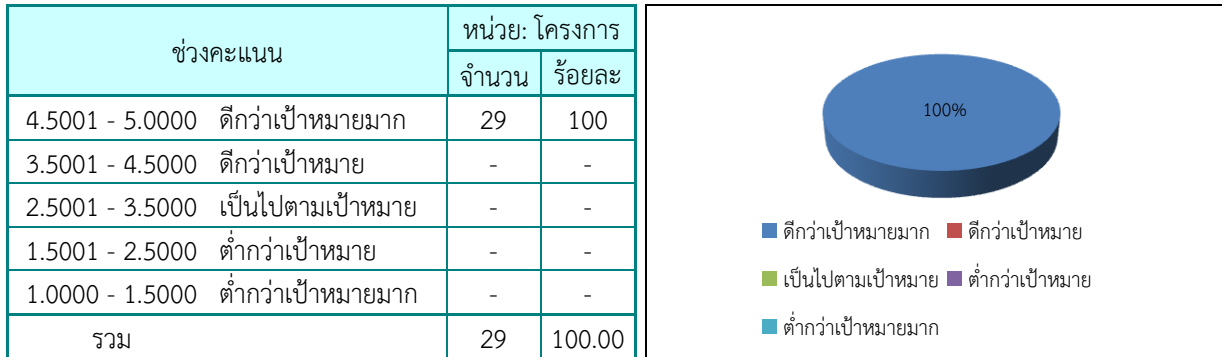 ช่วงคะแนน หน่วย: โครงการ
จำนวน ร้อยละ
4.5001 - 5.0000 ดีกว่าเป้าหมายมาก 29 100
3.5001 - 4.5000 ดีกว่าเป้าหมาย - -
2.5001 - 3.5000 เป็นไปตามเป้าหมาย - -
1.5001 - 2.5000 ต่ำกว่าเป้าหมาย - -
1.0000 - 1.5000 ต่ำกว่าเป้าหมายมาก - -
รวม 29 100.00
100%
ดีกว่าเป้าหมายมาก ดีกว่าเป้าหมาย
เป็นไปตามเป้าหมาย ต่ำกว่าเป้าหมาย
ต่ำกว่าเป้าหมายมาก